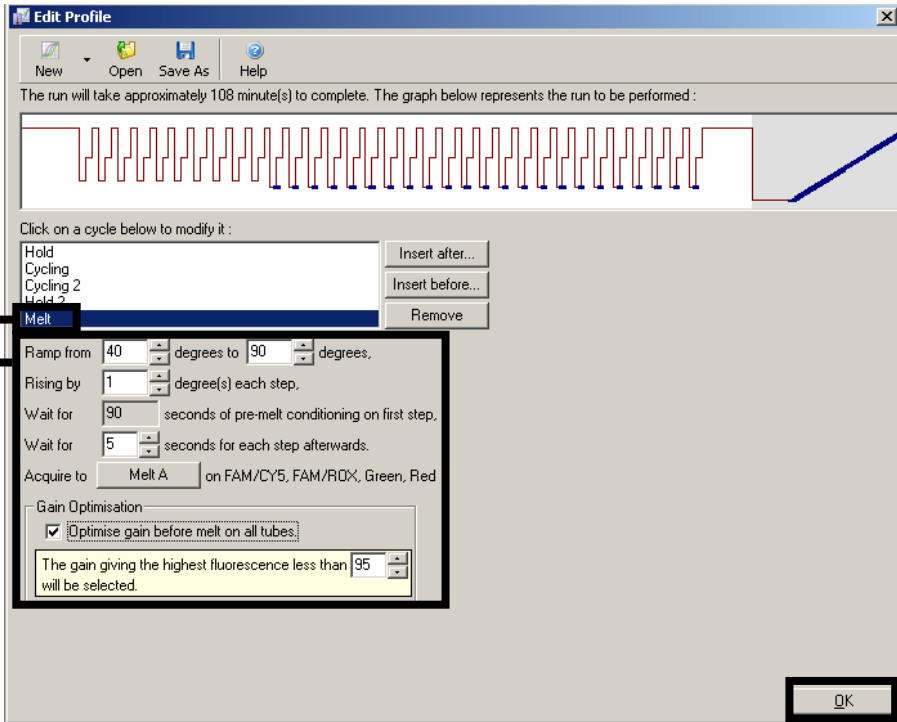 Edit Profile
New Open Save As Help
The run will take approximately 108 minute(s) to complete. The graph below represents the run to be performed :
Click on a cycle below to modify it :
Hold
Cycling
Cycling 2
Hold 2
Melt
Insert after...
Insert before...
Remove
Ramp from 40 degrees to 90 degrees,
Rising by 1 degree(s) each step,
Wait for 90 seconds of pre-melt conditioning on first step,
Wait for 5 seconds for each step afterwards.
Acquire to Melt A on FAM/CY5, FAM/ROX, Green, Red
Gain Optimisation
Optimise gain before melt on all tubes.
The gain giving the highest fluorescence less than 95
will be selected.
OK